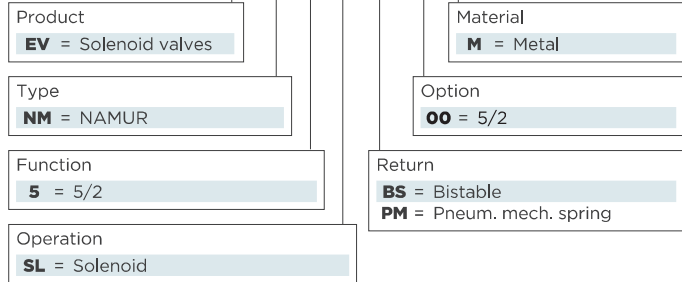 Product
EV = Solenoid valves
Type
NM = NAMUR
Function
5 = 5/2
Operation
SL = Solenoid
Material
M = Metal
Option
00 = 5/2
Return
BS = Bistable
PM = Pneum. mech. spring